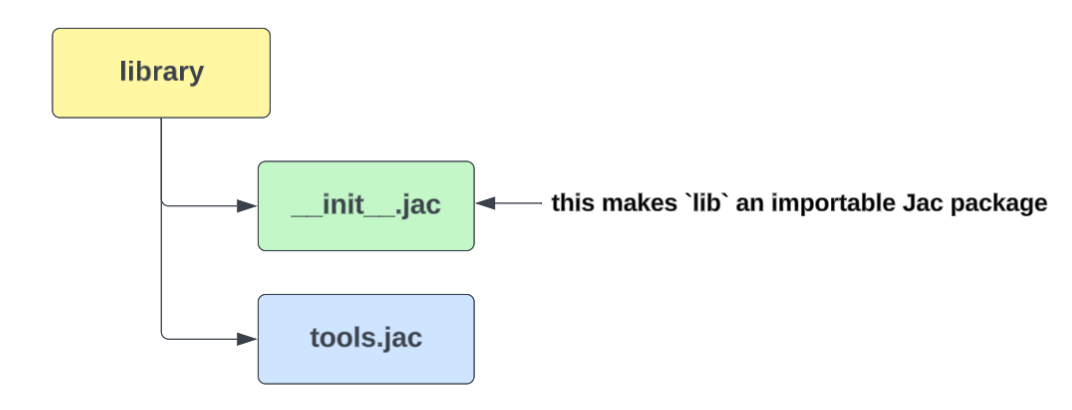 library
__init__.jac
this makes `lib` an importable Jac package
tools.jac